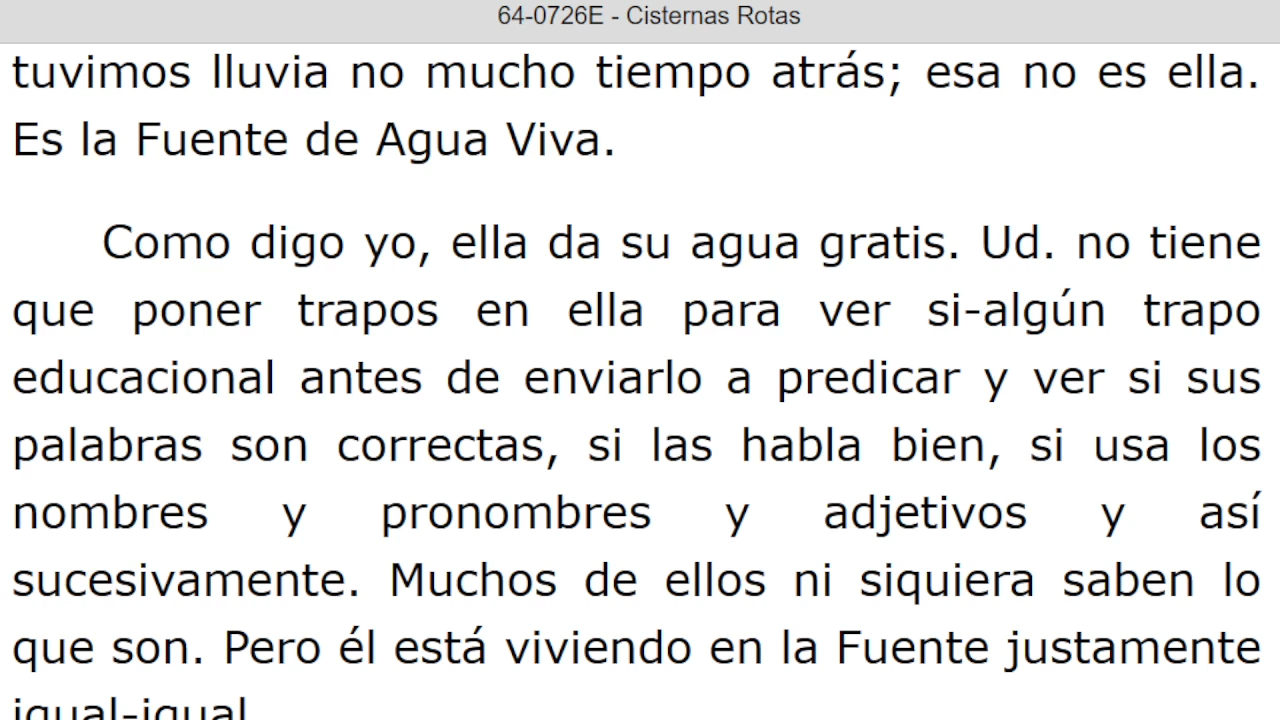 64-0726E - Cisternas Rotas
tuvimos lluvia no mucho tiempo atrás; esa no es ella.
Es la Fuente de Agua Viva.
Como digo yo, ella da su agua gratis. Ud. no tiene
que poner trapos en ella para ver si-algún trapo
educacional antes de enviarlo a predicar y ver si sus
palabras son correctas, si las habla bien, si usa los
nombres y pronombres y adjetivos y así
sucesivamente. Muchos de ellos ni siquiera saben lo
que son. Pero él está viviendo en la Fuente justamente
igual-igual